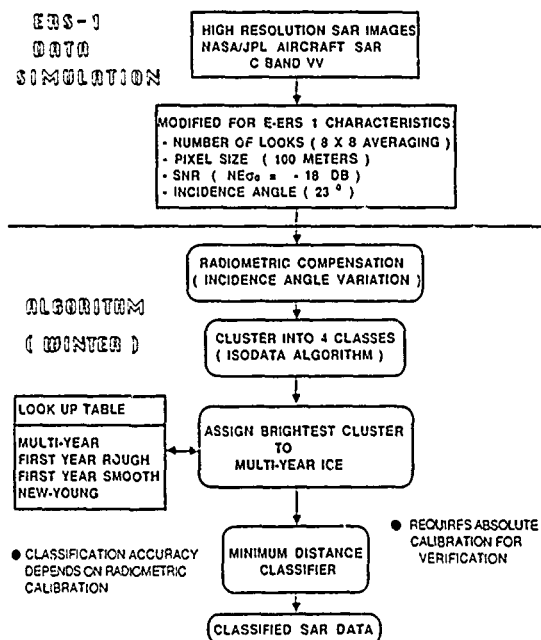 ERS-1
DATA
SIMULATION
HIGH RESOLUTION SAR IMAGES
NASA/JPL AIRCRAFT SAR
C BAND VV
MODIFIED FOR E-ERS 1 CHARACTERISTICS
- NUMBER OF LOOKS ( 8 X 8 AVERAGING )
- PIXEL SIZE ( 100 METERS )
- SNR ( NEσo = - 18 DB )
- INCIDENCE ANGLE ( 23 º )
RADIOMETRIC COMPENSATION
( INCIDENCE ANGLE VARIATION )
ALGORITHM
( WINTER )
CLUSTER INTO 4 CLASSES
( ISODATA ALGORITHM )
LOOK UP TABLE
MULTI-YEAR
FIRST YEAR ROUGH
FIRST YEAR SMOOTH
NEW-YOUNG
ASSIGN BRIGHTEST CLUSTER
TO
MULTI-YEAR ICE
● CLASSIFICATION ACCURACY
DEPENDS ON RADIOMETRIC
CALIBRATION
MINIMUM DISTANCE
CLASSIFIER
● REQUIRES ABSOLUTE
CALIBRATION FOR
VERIFICATION
CLASSIFIED SAR DATA